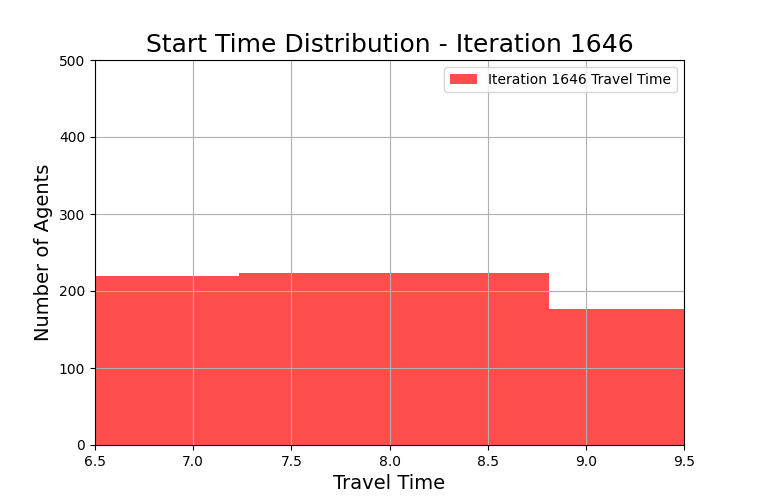 Start Time Distribution - Iteration 1646
Iteration 1646 Travel Time
Number of Agents
500
400
300
200
100
0
6.5 7.0 7.5 8.0 8.5 9.0 9.5
Travel Time